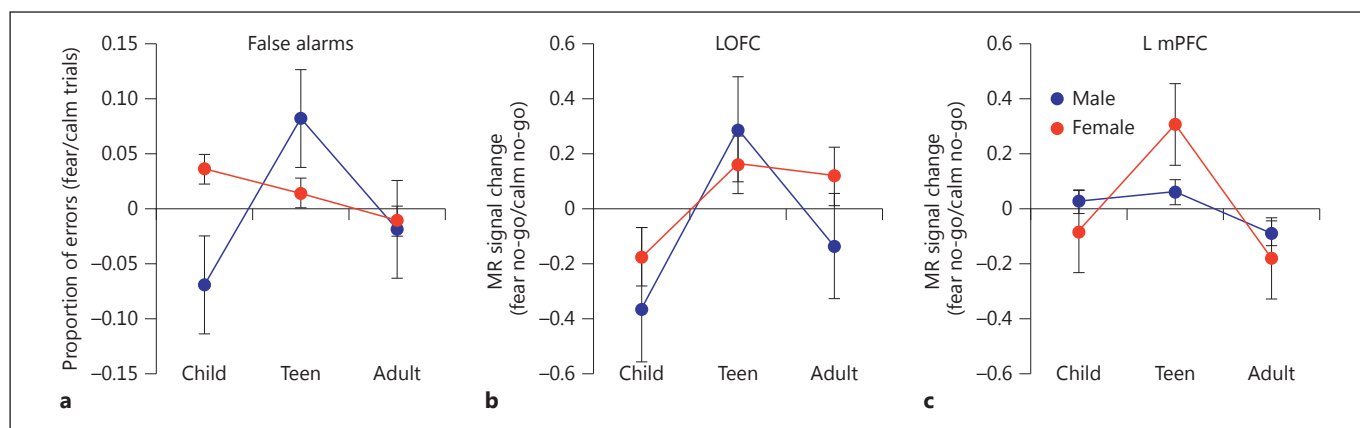 False alarms
Proportion of errors (fear/calm trials)
0.15
0.10
0.05
0
–0.05
–0.10
–0.15
Child
Teen
Adult
a
LOFC
MR signal change
(fear no-go/calm no-go)
0.6
0.4
0.2
0
–0.2
–0.4
–0.6
Child
Teen
Adult
b
L mPFC
MR signal change
(fear no-go/calm no-go)
0.6
0.4
0.2
0
–0.2
–0.4
–0.6
Male
Female
Child
Teen
Adult
c